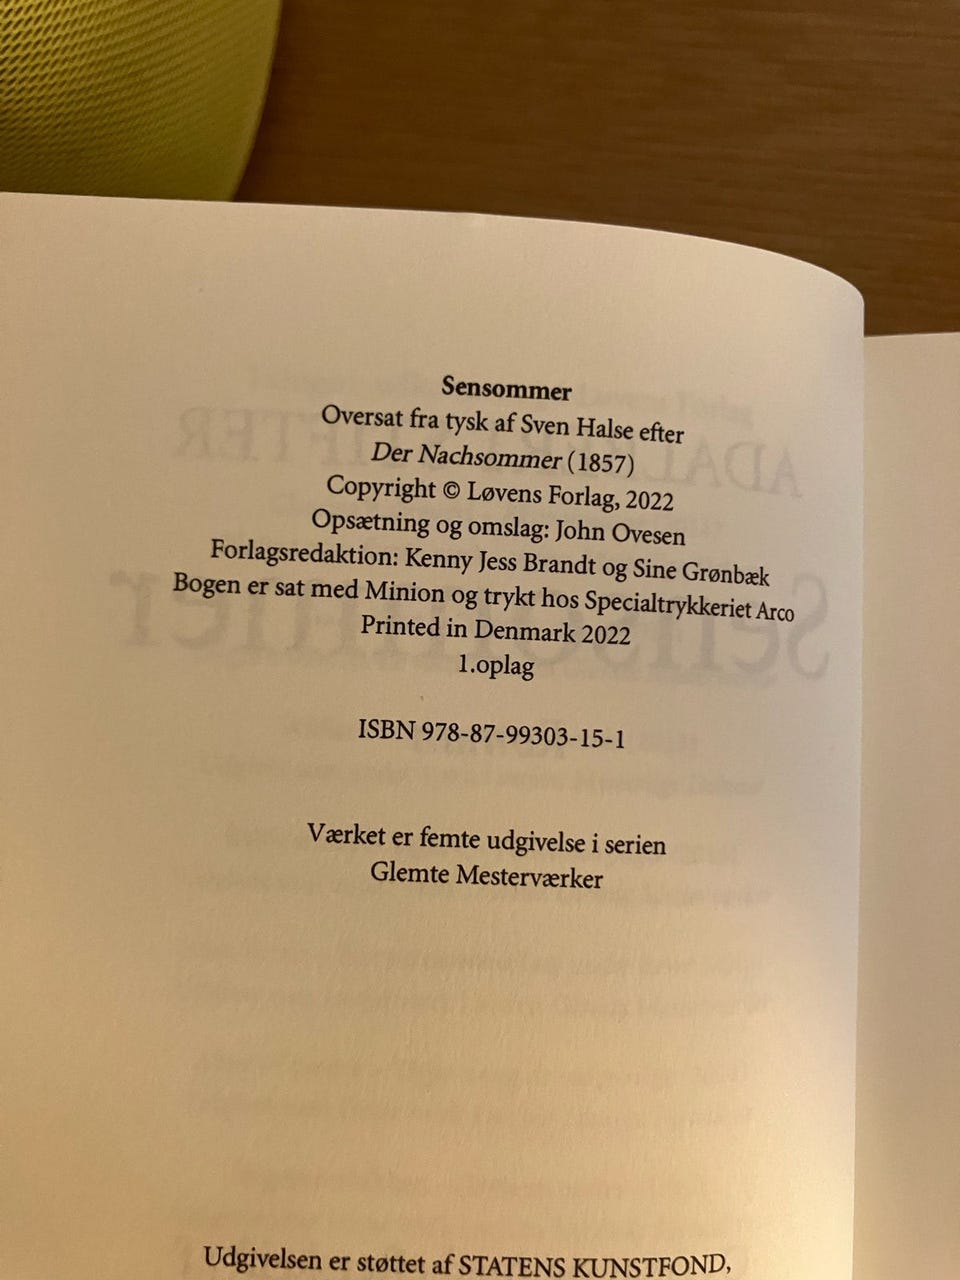 Sensommer
Oversat fra tysk af Sven Halse efter
Der Nachsommer (1857)
Copyright © Løvens Forlag, 2022
Opsætning og omslag: John Ovesen
Forlagsredaktion: Kenny Jess Brandt og Sine Grønbæk
Bogen er sat med Minion og trykt hos Specialtrykkeriet Arco
Printed in Denmark 2022
1.oplag
ISBN 978-87-99303-15-1
Værket er femte udgivelse i serien
Glemte Mesterværker
Udgivelsen er støttet af STATENS KUNSTFOND,